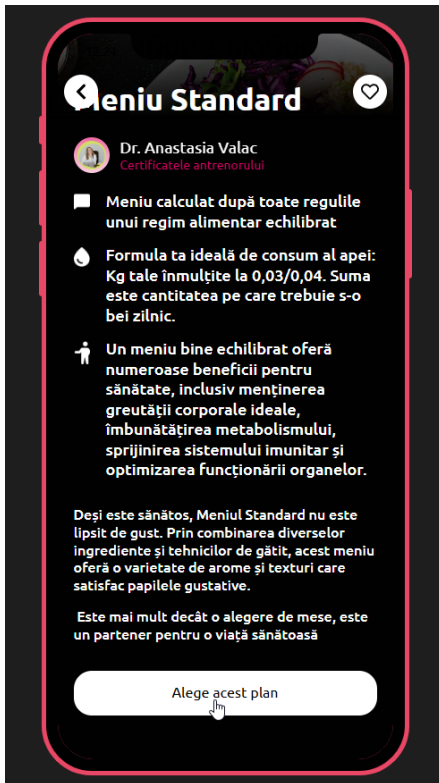 Meniu Standard
Dr. Anastasia Valac
Certificatele antrenorului
Meniu calculat după toate regulile
unui regim alimentar echilibrat
Formula ta ideală de consum al apei:
Kg tale înmulțite la 0,03/0,04. Suma
este cantitatea pe care trebuie s-o
bei zilnic.
Un meniu bine echilibrat oferă
numeroase beneficii pentru
sănătate, inclusiv menținerea
greutății corporale ideale,
îmbunătățirea metabolismului,
sprijinirea sistemului imunitar și
optimizarea funcționării organelor.
Deși este sănătos, Meniul Standard nu este
lipsit de gust. Prin combinarea diverselor
ingrediente și tehnicilor de gătit, acest meniu
oferă o varietate de arome și texturi care
satisfac papilele gustative.
Este mai mult decât o alegere de mese, este
un partener pentru o viață sănătoasă
Alege acest plan